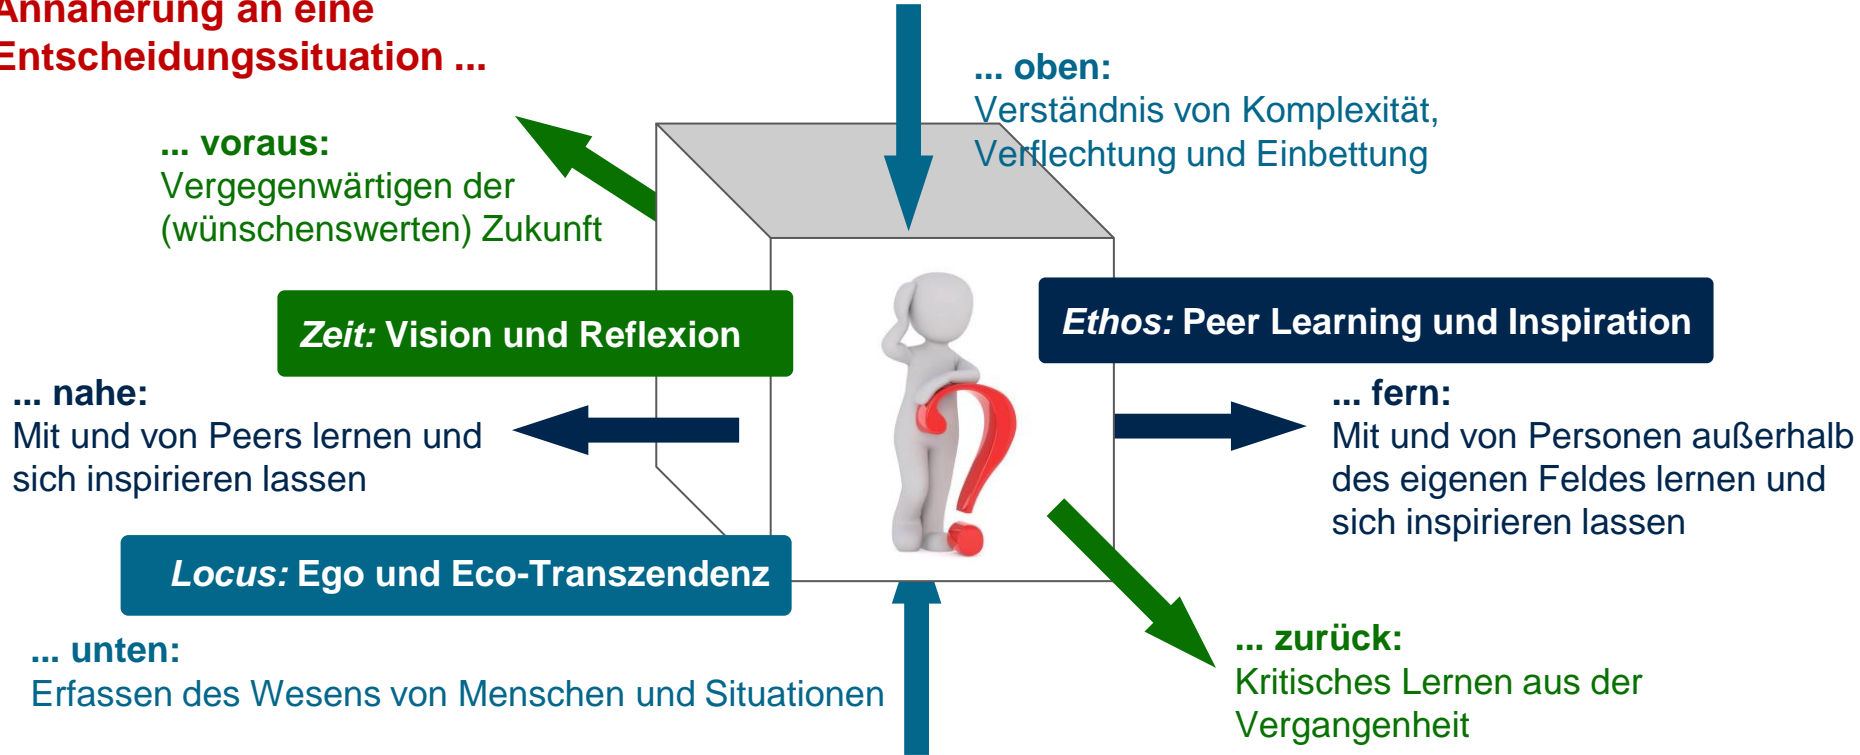 Annäherung an eine
Entscheidungssituation ...
... oben:
Verständnis von Komplexität,
Verflechtung und Einbettung
... voraus:
Vergegenwärtigen der
(wünschenswerten) Zukunft
Zeit: Vision und Reflexion
Ethos: Peer Learning und Inspiration
... nahe:
Mit und von Peers lernen und
sich inspirieren lassen
... fern:
Mit und von Personen außerhalb
des eigenen Feldes lernen und
sich inspirieren lassen
Locus: Ego und Eco-Transzendenz
... unten:
Erfassen des Wesens von Menschen und Situationen
... zurück:
Kritisches Lernen aus der
Vergangenheit